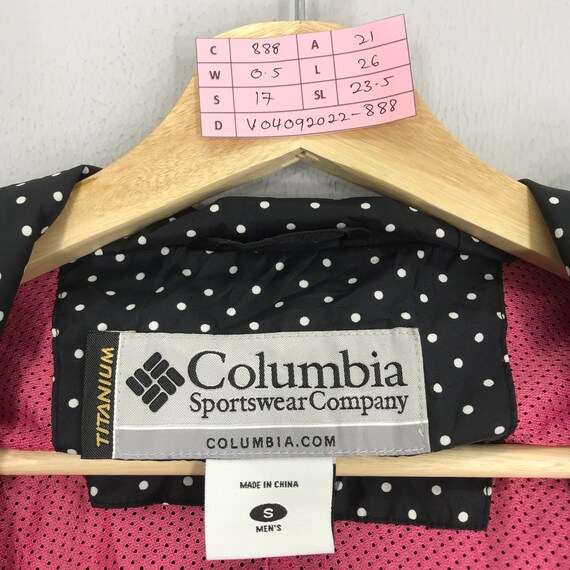 C 888 A 21
W 0.5 L 26
S 17 SL 23.5
D V04092022-888
TITANIUM
Columbia
Sportswear Company
COLUMBIA.COM
MADE IN CHINA
S
MEN'S